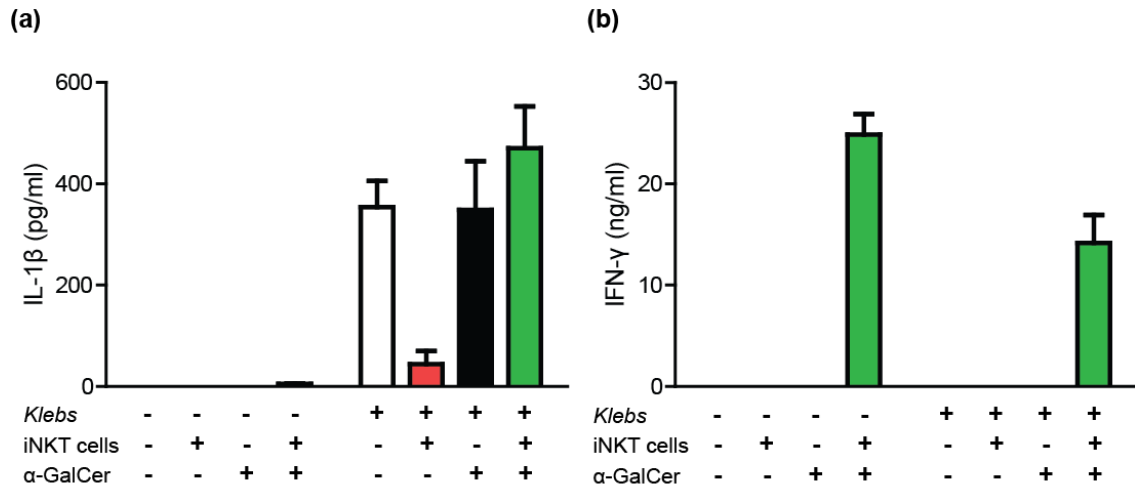 (a)
IL-1β (pg/ml)
600
400
200
0
Klebs - - - - + + + +
iNKT cells - + - + - + - +
α-GalCer - - + + - - + +
(b)
IFN-γ (ng/ml)
30
20
10
0
Klebs - - - - + + + +
iNKT cells - + - + - + - +
α-GalCer - - + + - - + +